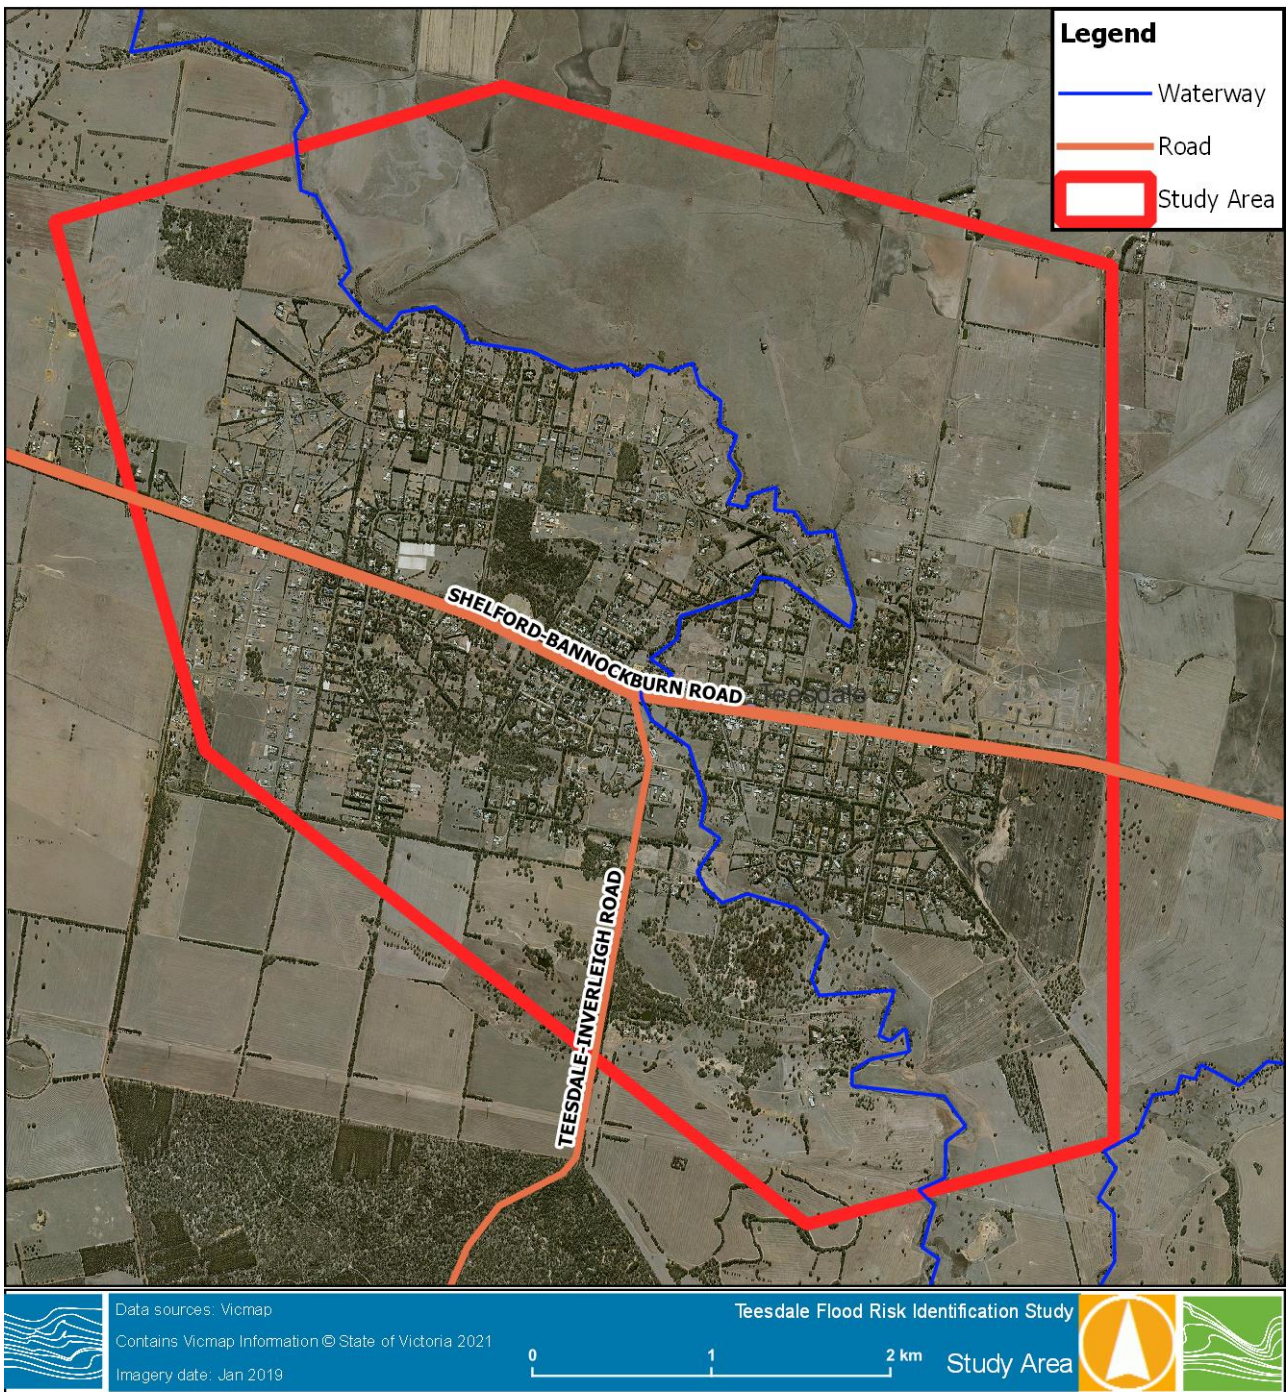 Legend
Waterway
Road
Study Area
SHELFORD-BANNOCKBURN ROAD
Teesdale
TEESDALE-INVERLEIGH ROAD
Data sources: Vicmap
Contains Vicmap Information © State of Victoria 2021
Imagery date: Jan 2019
0 1 2 km
Teesdale Flood Risk Identification Study
Study Area